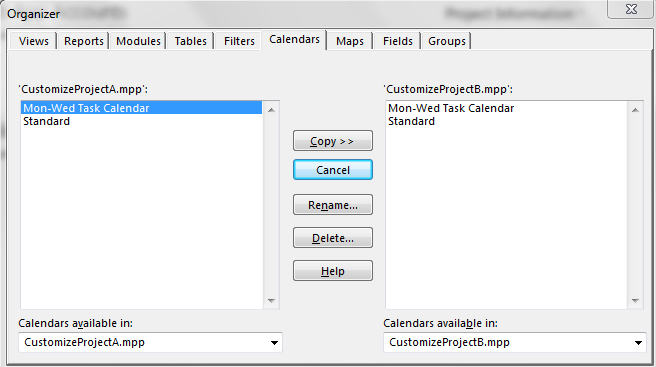 Organizer
Views Reports Modules Tables Filters Calendars Maps Fields Groups
'CustomizeProjectA.mpp':
Mon-Wed Task Calendar
Standard
Copy >>
Cancel
Rename...
Delete...
Help
'CustomizeProjectB.mpp':
Mon-Wed Task Calendar
Standard
Calendars available in:
CustomizeProjectA.mpp
Calendars available in:
CustomizeProjectB.mpp